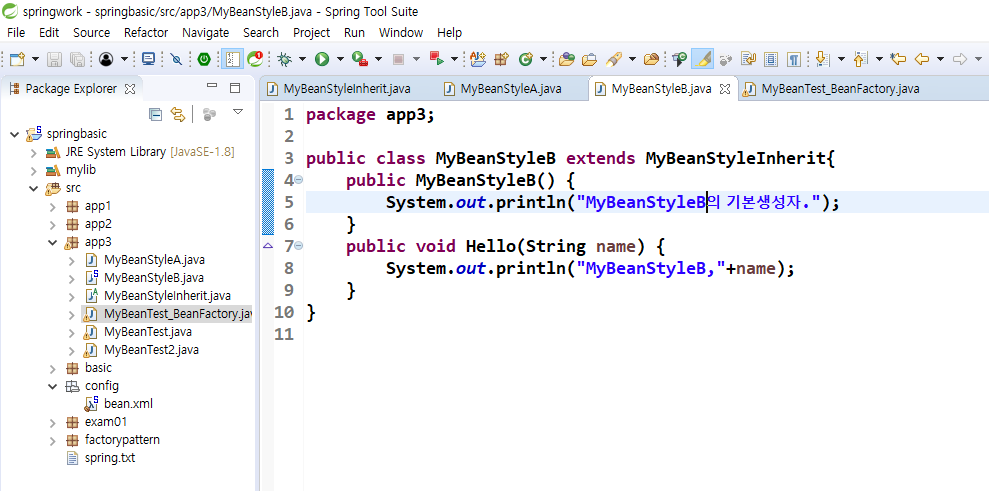 springwork - springbasic/src/app3/MyBeanStyleB.java - Spring Tool Suite
File Edit Source Refactor Navigate Search Project Run Window Help
Package Explorer
MyBeanStyleInherit.java MyBeanStyleA.java MyBeanStyleB.java MyBeanTest_BeanFactory.java
springbasic
JRE System Library [JavaSE-1.8]
mylib
src
app1
app2
app3
MyBeanStyleA.java
MyBeanStyleB.java
MyBeanStyleInherit.java
MyBeanTest_BeanFactory.jav
MyBeanTest.java
MyBeanTest2.java
basic
config
bean.xml
exam01
factorypattern
spring.txt
1 package app3;
2
3 public class MyBeanStyleB extends MyBeanStyleInherit{
4 public MyBeanStyleB() {
5 System.out.println("MyBeanStyleB의 기본생성자.");
6 }
7 public void Hello(String name) {
8 System.out.println("MyBeanStyleB,"+name);
9 }
10 }
11